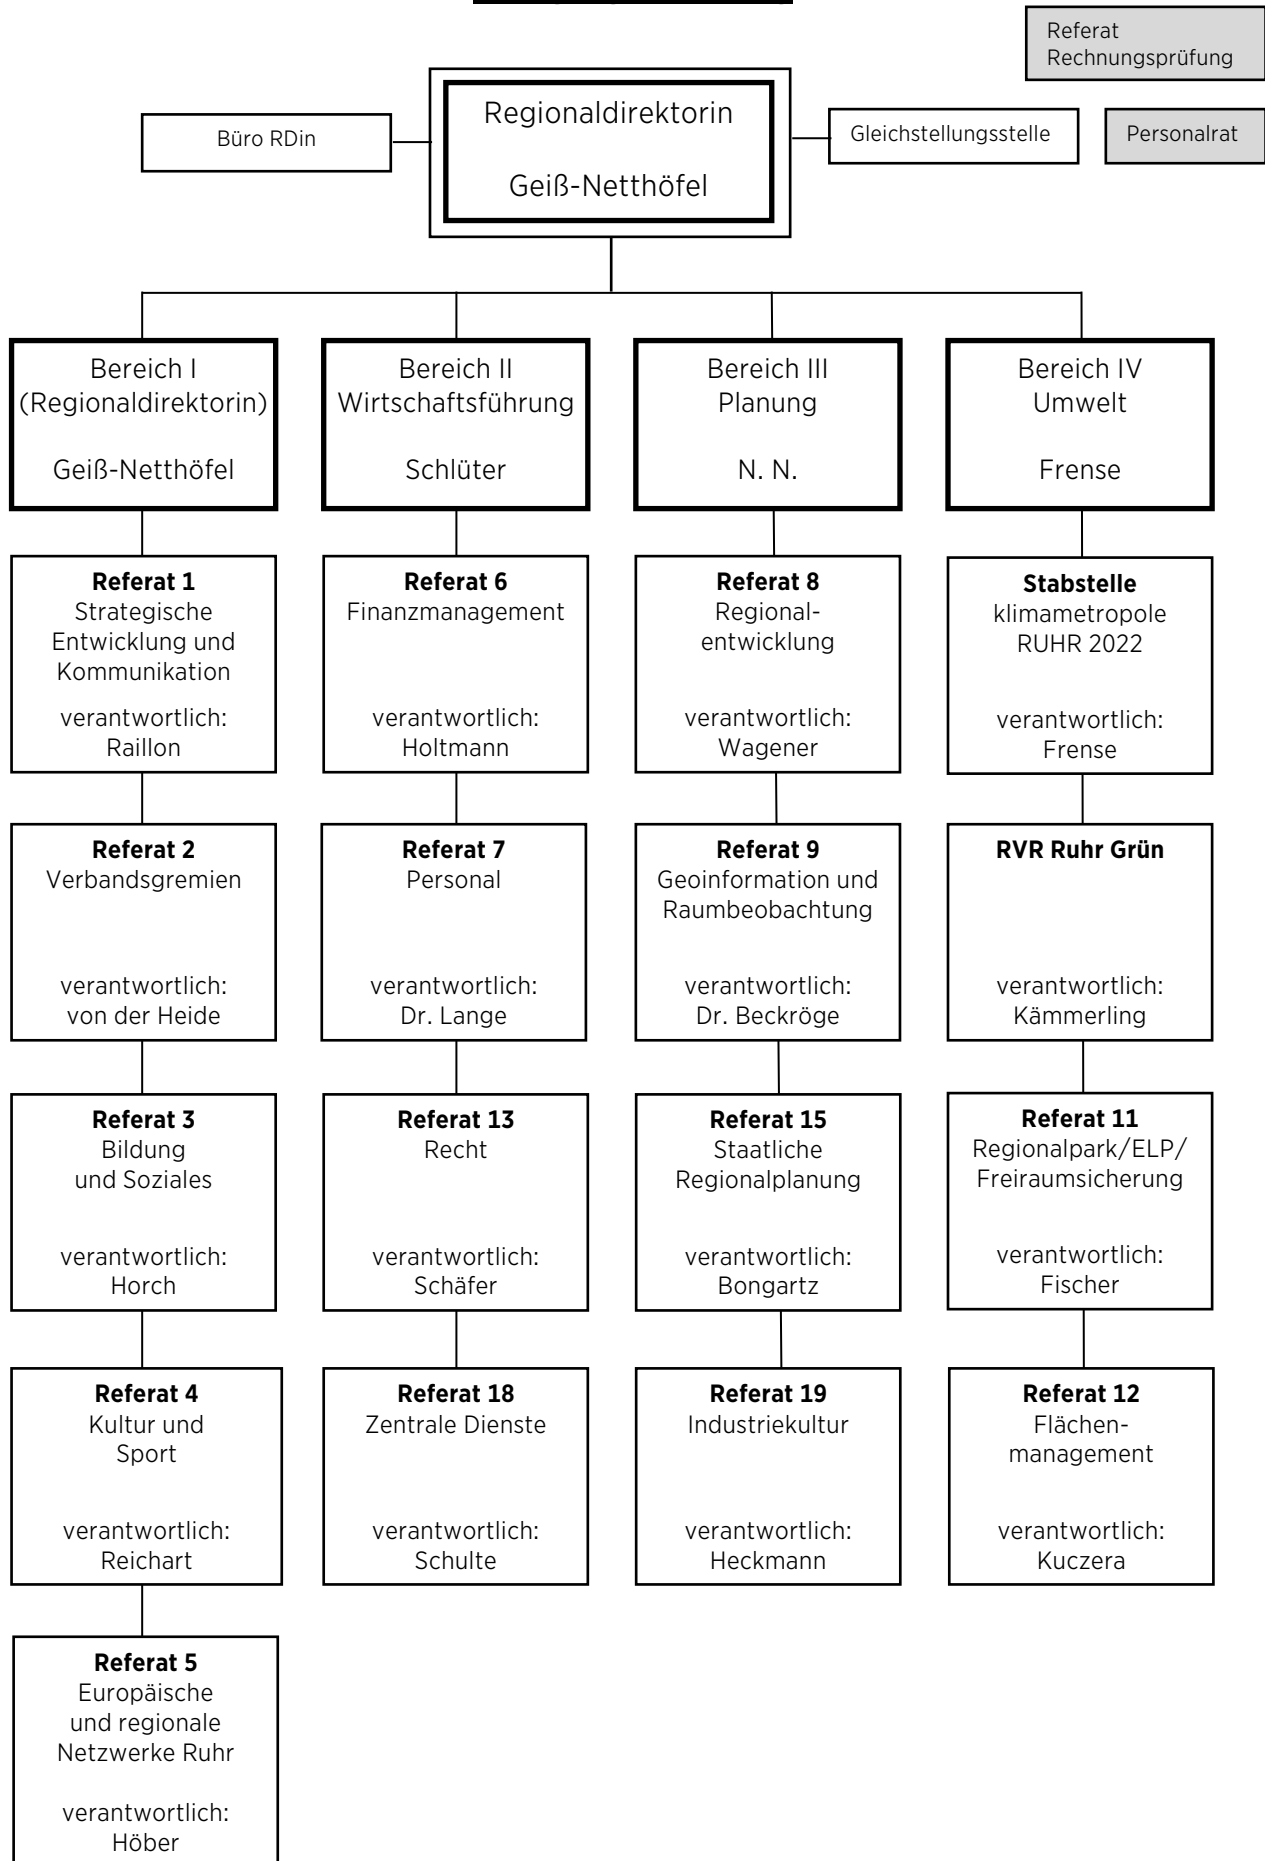 Referat
Rechnungsprüfung
Regionaldirektorin
Geiß-Netthöfel
Büro RDin
Gleichstellungsstelle
Personalrat
Bereich I
(Regionaldirektorin)
Geiß-Netthöfel
Bereich II
Wirtschaftsführung
Schlüter
Bereich III
Planung
N. N.
Bereich IV
Umwelt
Frense
Referat 1
Strategische
Entwicklung und
Kommunikation
verantwortlich:
Raillon
Referat 6
Finanzmanagement
verantwortlich:
Holtmann
Referat 8
Regional-
entwicklung
verantwortlich:
Wagener
Stabstelle
klimametropole
RUHR 2022
verantwortlich:
Frense
Referat 2
Verbandsgremien
verantwortlich:
von der Heide
Referat 7
Personal
verantwortlich:
Dr. Lange
Referat 9
Geoinformation und
Raumbeobachtung
verantwortlich:
Dr. Beckröge
RVR Ruhr Grün
verantwortlich:
Kämmerling
Referat 3
Bildung
und Soziales
verantwortlich:
Horch
Referat 13
Recht
verantwortlich:
Schäfer
Referat 15
Staatliche
Regionalplanung
verantwortlich:
Bongartz
Referat 11
Regionalpark/ELP/
Freiraumsicherung
verantwortlich:
Fischer
Referat 4
Kultur und
Sport
verantwortlich:
Reichart
Referat 18
Zentrale Dienste
verantwortlich:
Schulte
Referat 19
Industriekultur
verantwortlich:
Heckmann
Referat 12
Flächen-
management
verantwortlich:
Kuczera
Referat 5
Europäische
und regionale
Netzwerke Ruhr
verantwortlich:
Höber